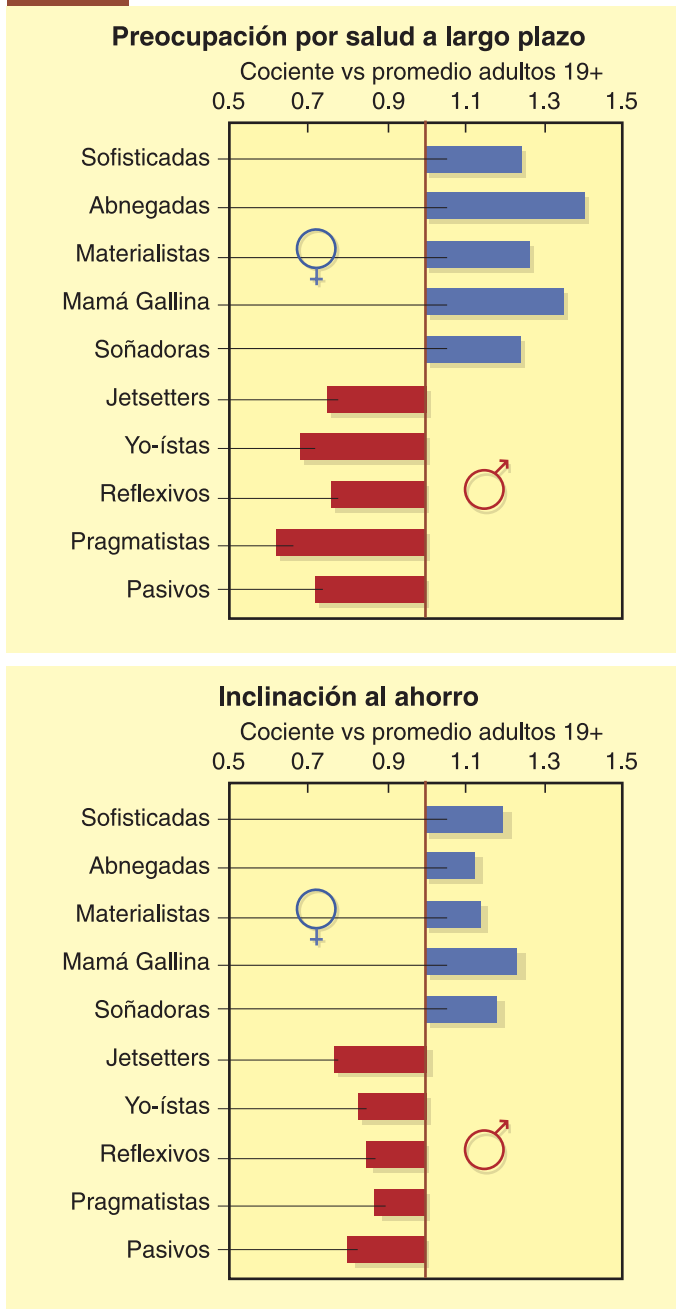 Preocupación por salud a largo plazo
Cociente vs promedio adultos 19+
0.5 0.7 0.9 1.1 1.3 1.5
Sofisticadas
Abnegadas
Materialistas
Mamá Gallina
Soñadoras
Jetsetters
Yo-ístas
Reflexivos
Pragmatistas
Pasivos
Inclinación al ahorro
Cociente vs promedio adultos 19+
0.5 0.7 0.9 1.1 1.3 1.5
Sofisticadas
Abnegadas
Materialistas
Mamá Gallina
Soñadoras
Jetsetters
Yo-ístas
Reflexivos
Pragmatistas
Pasivos